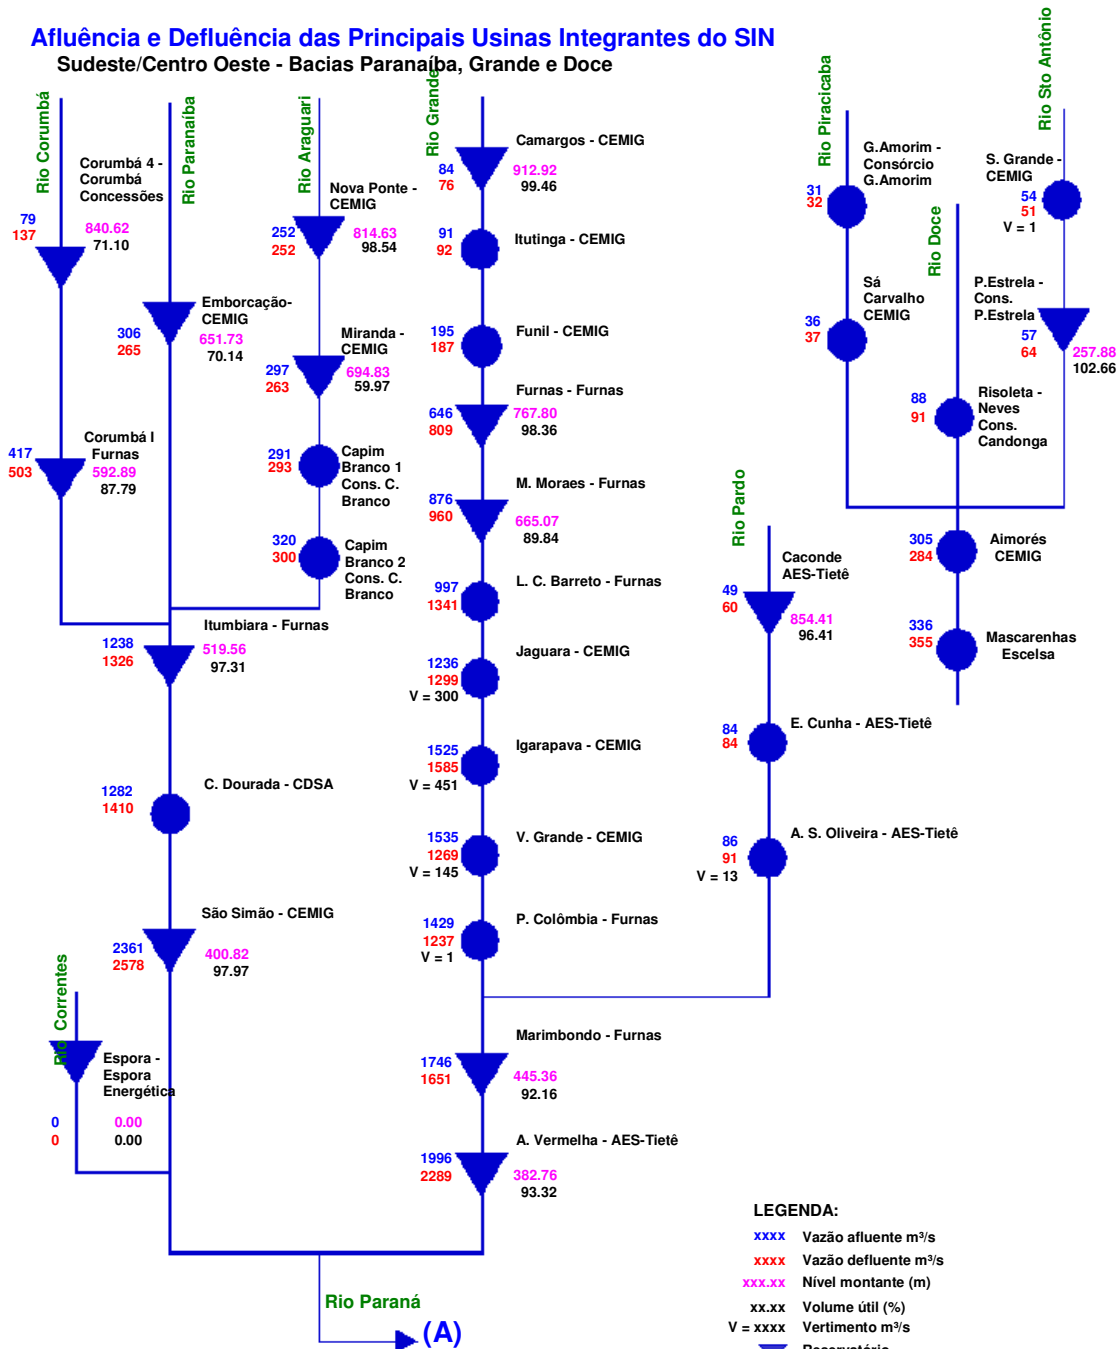 Afluência e Defluência das Principais Usinas Integrantes do SIN
Sudeste/Centro Oeste - Bacias Paranaíba, Grande e Doce
Rio Corumbá
Corumbá 4 -
Corumbá
Concessões
79
137
840.62
71.10
Corumbá I
Furnas
417
503
592.89
87.79
Rio Paranaíba
Emborcação-
CEMIG
306
265
651.73
70.14
Rio Araguari
Nova Ponte -
CEMIG
252
252
814.63
98.54
Miranda -
CEMIG
297
263
694.83
59.97
Capim
Branco 1
Cons. C.
Branco
291
293
Capim
Branco 2
Cons. C.
Branco
320
300
Itumbiara - Furnas
1238
1326
519.56
97.31
C. Dourada - CDSA
1282
1410
São Simão - CEMIG
2361
2578
400.82
97.97
Rio Correntes
Espora -
Espora
Energética
0
0
0.00
0.00
Rio Grande
Camargos - CEMIG
84
76
912.92
99.46
Itutinga - CEMIG
91
92
Funil - CEMIG
195
187
Furnas - Furnas
646
809
767.80
98.36
M. Moraes - Furnas
876
960
665.07
89.84
L. C. Barreto - Furnas
997
1341
Jaguara - CEMIG
1236
1299
V = 300
Igarapava - CEMIG
1525
1585
V = 451
V. Grande - CEMIG
1535
1269
V = 145
P. Colômbia - Furnas
1429
1237
V = 1
Rio Pardo
Caconde
AES-Tietê
49
60
854.41
96.41
E. Cunha - AES-Tietê
84
84
A. S. Oliveira - AES-Tietê
86
91
V = 13
Marimbondo - Furnas
1746
1651
445.36
92.16
A. Vermelha - AES-Tietê
1996
2289
382.76
93.32
Rio Piracicaba
G.Amorim -
Consórcio
G.Amorim
31
32
Sá
Carvalho
CEMIG
36
37
Rio Doce
Risoleta -
Neves
Cons.
Candonga
88
91
Rio Sto Antônio
S. Grande -
CEMIG
54
51
V = 1
P.Estrela -
Cons.
P.Estrela
57
64
257.88
102.66
Aimorés
CEMIG
305
284
Mascarenhas
Escelsa
336
355
Rio Paraná
(A)
LEGENDA:
xxxx Vazão afluente m³/s
xxxx Vazão defluente m³/s
xxx.xx Nível montante (m)
xx.xx Volume útil (%)
V = xxxx Vertimento m³/s
Reservatório